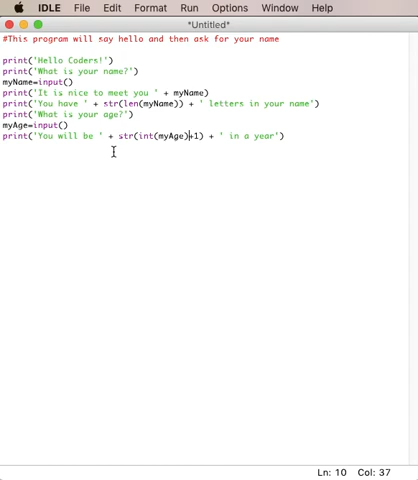 IDLE File Edit Format Run Options Window Help
*Untitled*
#This program will say hello and then ask for your name
print('Hello Coders!')
print('What is your name?')
myName=input()
print('It is nice to meet you ' + myName)
print('You have ' + str(len(myName)) + ' letters in your name')
print('What is your age?')
myAge=input()
print('You will be ' + str(int(myAge)+1) + ' in a year')
Ln: 10 Col: 37